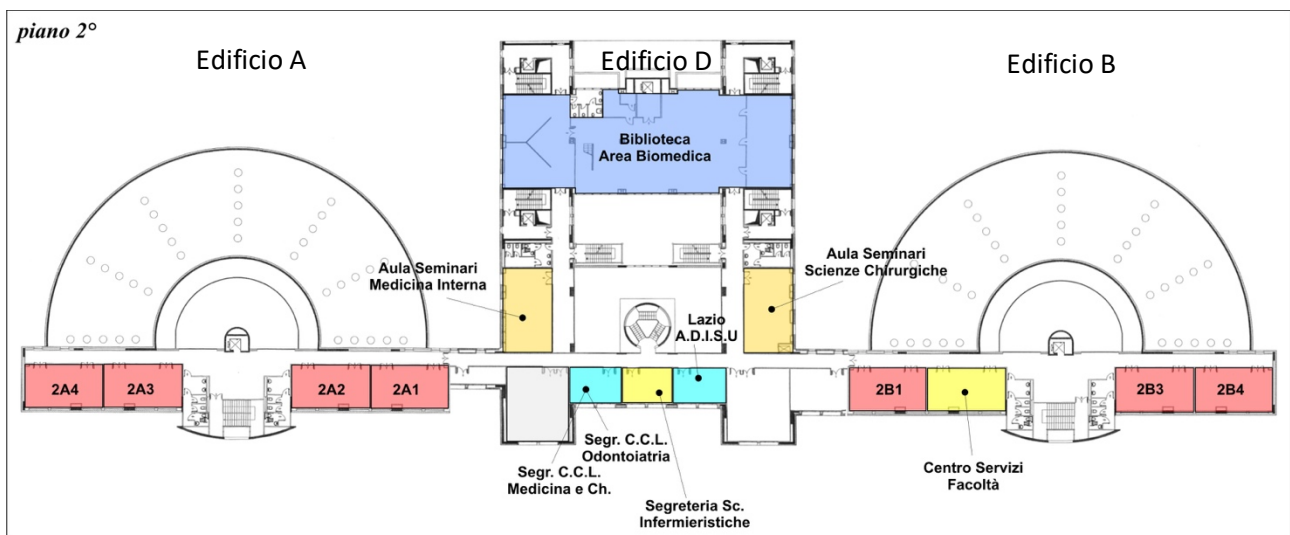 piano 2°
Edificio A
Edificio D
Edificio B
Biblioteca
Area Biomedica
Aula Seminari
Medicina Interna
Aula Seminari
Scienze Chirurgiche
Lazio
A.D.I.S.U
2A4
2A3
2A2
2A1
2B1
2B3
2B4
Segr. C.C.L.
Odontoiatria
Segr. C.C.L.
Medicina e Ch.
Segreteria Sc.
Infermieristiche
Centro Servizi
Facoltà